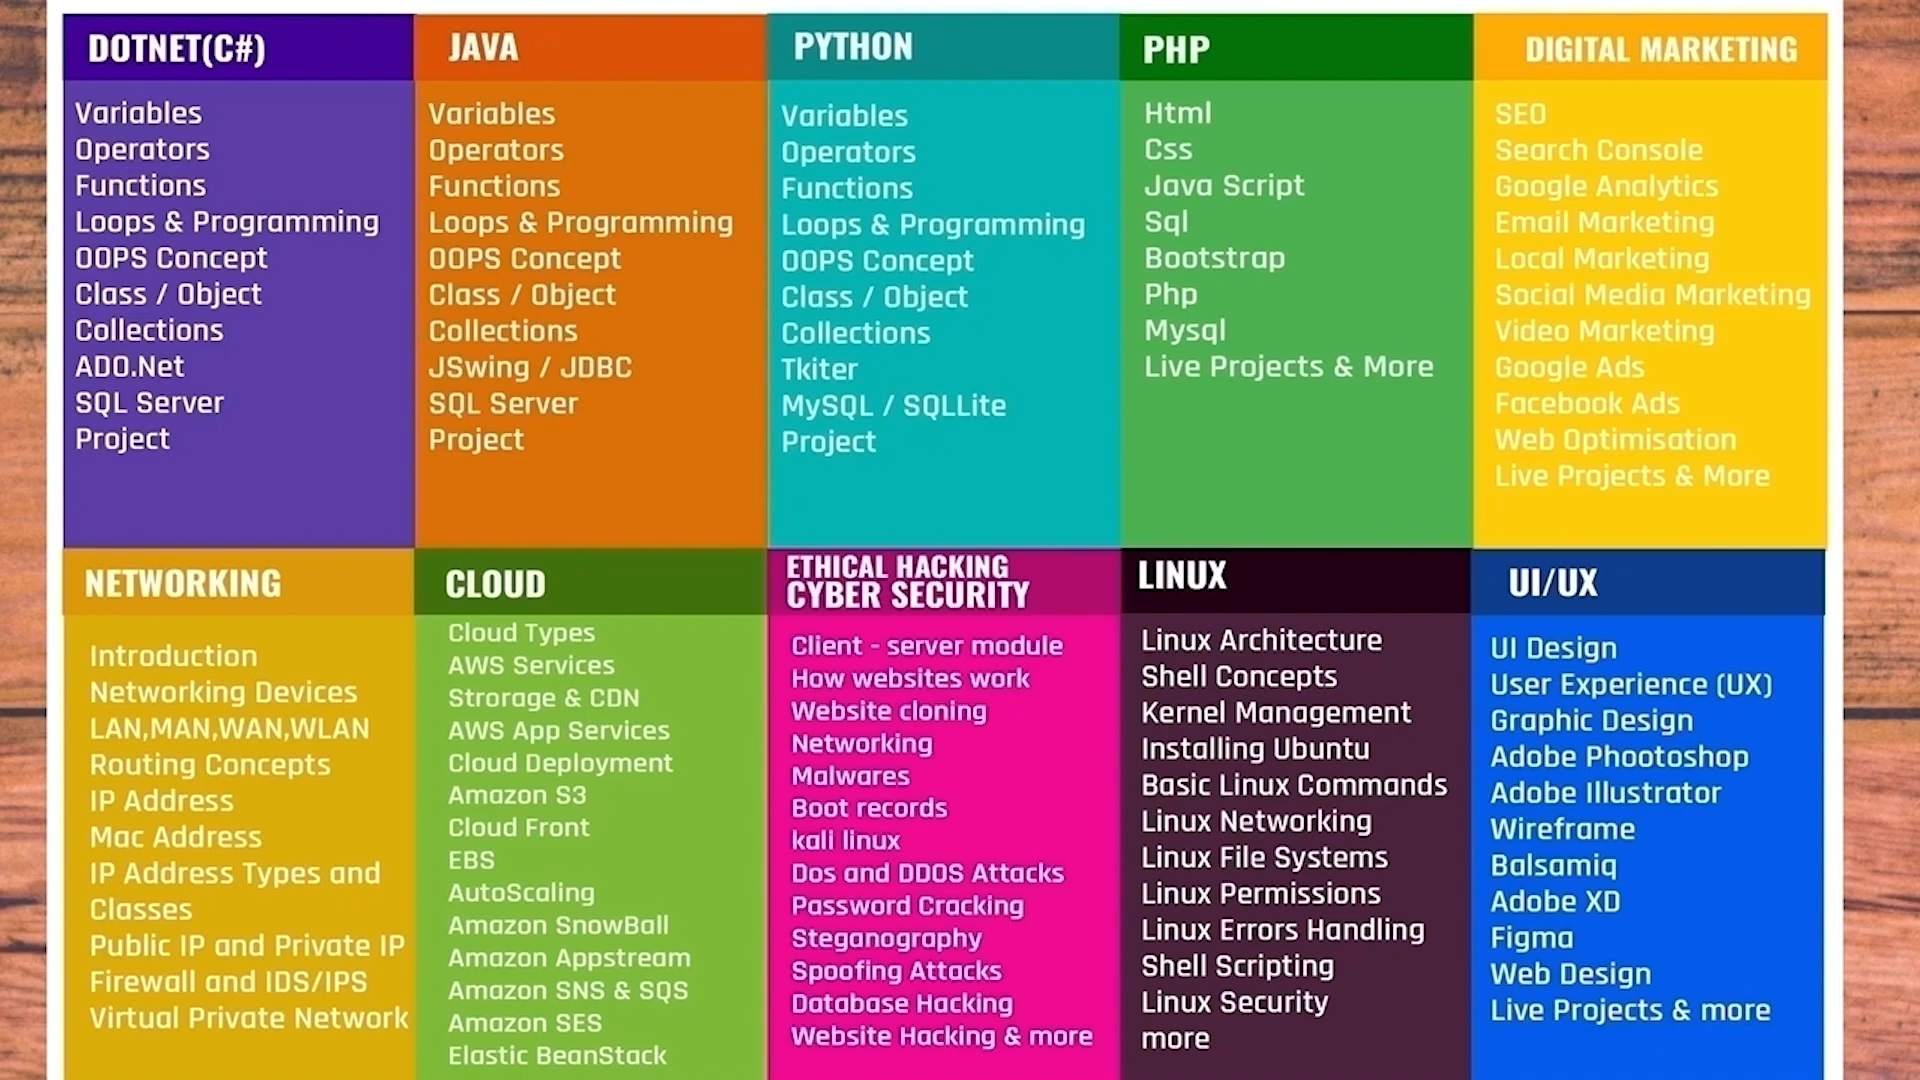 DOTNET(C#)
Variables
Operators
Functions
Loops & Programming
OOPS Concept
Class / Object
Collections
ADO.Net
SQL Server
Project
JAVA
Variables
Operators
Functions
Loops & Programming
OOPS Concept
Class / Object
Collections
JSwing / JDBC
SQL Server
Project
PYTHON
Variables
Operators
Functions
Loops & Programming
OOPS Concept
Class / Object
Collections
Tkiter
MySQL / SQLLite
Project
PHP
Html
Css
Java Script
Sql
Bootstrap
Php
Mysql
Live Projects & More
DIGITAL MARKETING
SEO
Search Console
Google Analytics
Email Marketing
Local Marketing
Social Media Marketing
Video Marketing
Google Ads
Facebook Ads
Web Optimisation
Live Projects & More
NETWORKING
Introduction
Networking Devices
LAN,MAN,WAN,WLAN
Routing Concepts
IP Address
Mac Address
IP Address Types and
Classes
Public IP and Private IP
Firewall and IDS/IPS
Virtual Private Network
CLOUD
Cloud Types
AWS Services
Strorage & CDN
AWS App Services
Cloud Deployment
Amazon S3
Cloud Front
EBS
AutoScaling
Amazon SnowBall
Amazon Appstream
Amazon SNS & SQS
Amazon SES
Elastic BeanStack
ETHICAL HACKING
CYBER SECURITY
Client - server module
How websites work
Website cloning
Networking
Malwares
Boot records
kali linux
Dos and DDOS Attacks
Password Cracking
Steganography
Spoofing Attacks
Database Hacking
Website Hacking & more
LINUX
Linux Architecture
Shell Concepts
Kernel Management
Installing Ubuntu
Basic Linux Commands
Linux Networking
Linux File Systems
Linux Permissions
Linux Errors Handling
Shell Scripting
Linux Security
more
UI/UX
UI Design
User Experience (UX)
Graphic Design
Adobe Phootoshop
Adobe Illustrator
Wireframe
Balsamiq
Adobe XD
Figma
Web Design
Live Projects & more